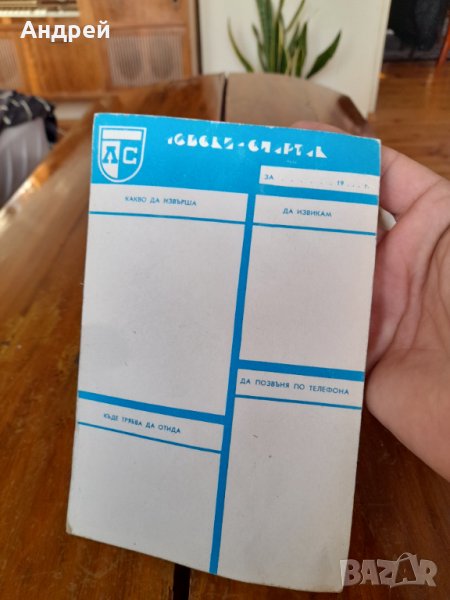 Андрей
ЛС
ЛЕВСКИ-СПАРТАК
ЗА . . . . . . . 19 . . . г.
КАКВО ДА ИЗВЪРША
ДА ИЗВИКАМ
ДА ПОЗВЪНЯ ПО ТЕЛЕФОНА
КЪДЕ ТРЯБВА ДА ОТИДА
BAZAR